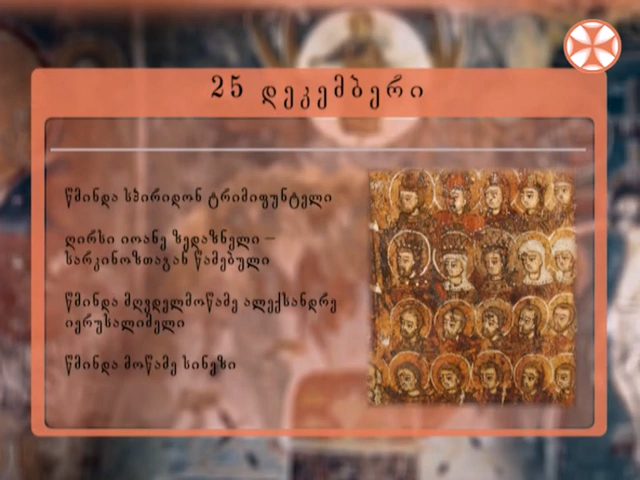 25 დეკემბერი
წმინდა სპირიდონ ტრიმიფუნტელი
ღირსი იოანე ზედაზნელი –
სარკინოზთაგან წამებული
წმინდა მღვდელმოწამე ალექსანდრე
იერუსალიმელი
წმინდა მოწამე სინეზი